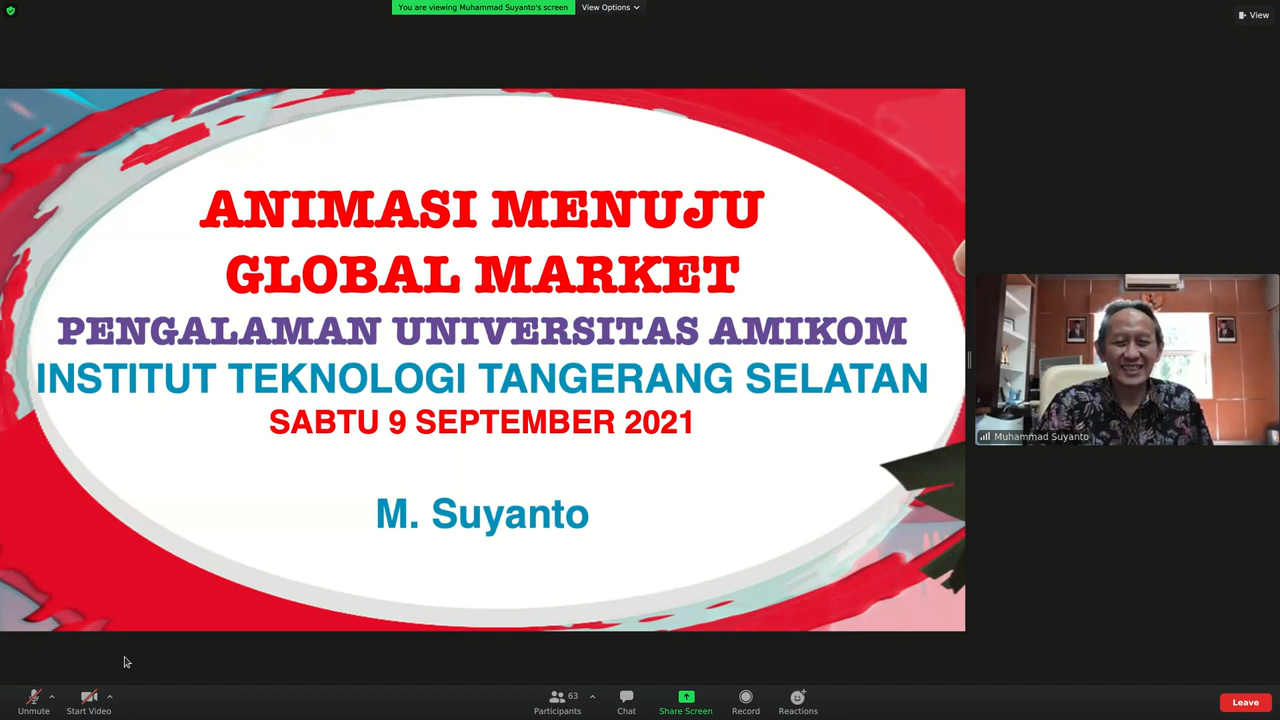 You are viewing Muhammad Suyanto's screen
View Options
View
ANIMASI MENUJU
GLOBAL MARKET
PENGALAMAN UNIVERSITAS AMIKOM
INSTITUT TEKNOLOGI TANGERANG SELATAN
SABTU 9 SEPTEMBER 2021
M. Suyanto
Muhammad Suyanto
Unmute
Start Video
63
Participants
Chat
Share Screen
Record
Reactions
Leave